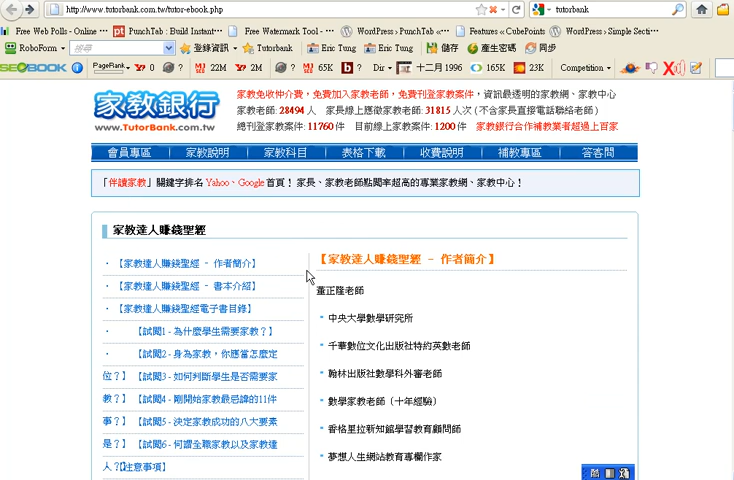 http://www.tutorbank.com.tw/tutor-ebook.php
tutorbank
Free Web Polls - Online ...
PunchTab : Build Instant ...
Free Watermark Tool - ...
WordPress › PunchTab «...
Features « CubePoints
WordPress › Simple Secti...
RoboForm
搜尋
登錄資訊
Tutorbank
Eric Tung
Eric Tung
儲存
產生密碼
同步
SEOBOOK
PageRank
0
?
22M
2M
?
65K
?
Dir
十二月 1996
165K
23K
Competition
家教銀行
www.TutorBank.com.tw
家教免收仲介費，免費加入家教老師，免費刊登家教案件，資訊最透明的家教網、家教中心
家教老師: 28494 人 家長線上應徵家教老師: 31815 人次 ( 不含家長直接電話聯絡老師 )
總刊登家教案件: 11760 件 目前線上家教案件: 1200 件 家教銀行合作補教業者超過上百家
會員專區
家教說明
家教科目
表格下載
收費說明
補教專區
答客問
「伴讀家教」關鍵字排名 Yahoo、Google 首頁！ 家長、家教老師點閱率超高的專業家教網、家教中心！
家教達人賺錢聖經
【家教達人賺錢聖經 - 作者簡介】
【家教達人賺錢聖經 - 書本介紹】
【家教達人賺錢聖經電子書目錄】
【試閱1 - 為什麼學生需要家教？】
【試閱2 - 身為家教，你應當怎麼定
位？】 【試閱3 - 如何判斷學生是否需要家
教？】 【試閱4 - 剛開始家教最忌諱的11件
事？】 【試閱5 - 決定家教成功的八大要素
是？】 【試閱6 - 何謂全職家教以及家教達
人？】【注意事項】
【家教達人賺錢聖經 - 作者簡介】
董正隆老師
中央大學數學研究所
千華數位文化出版社特約英數老師
翰林出版社數學科外審老師
數學家教老師（十年經驗）
香格里拉新知館學習教育顧問師
夢想人生網站教育專欄作家